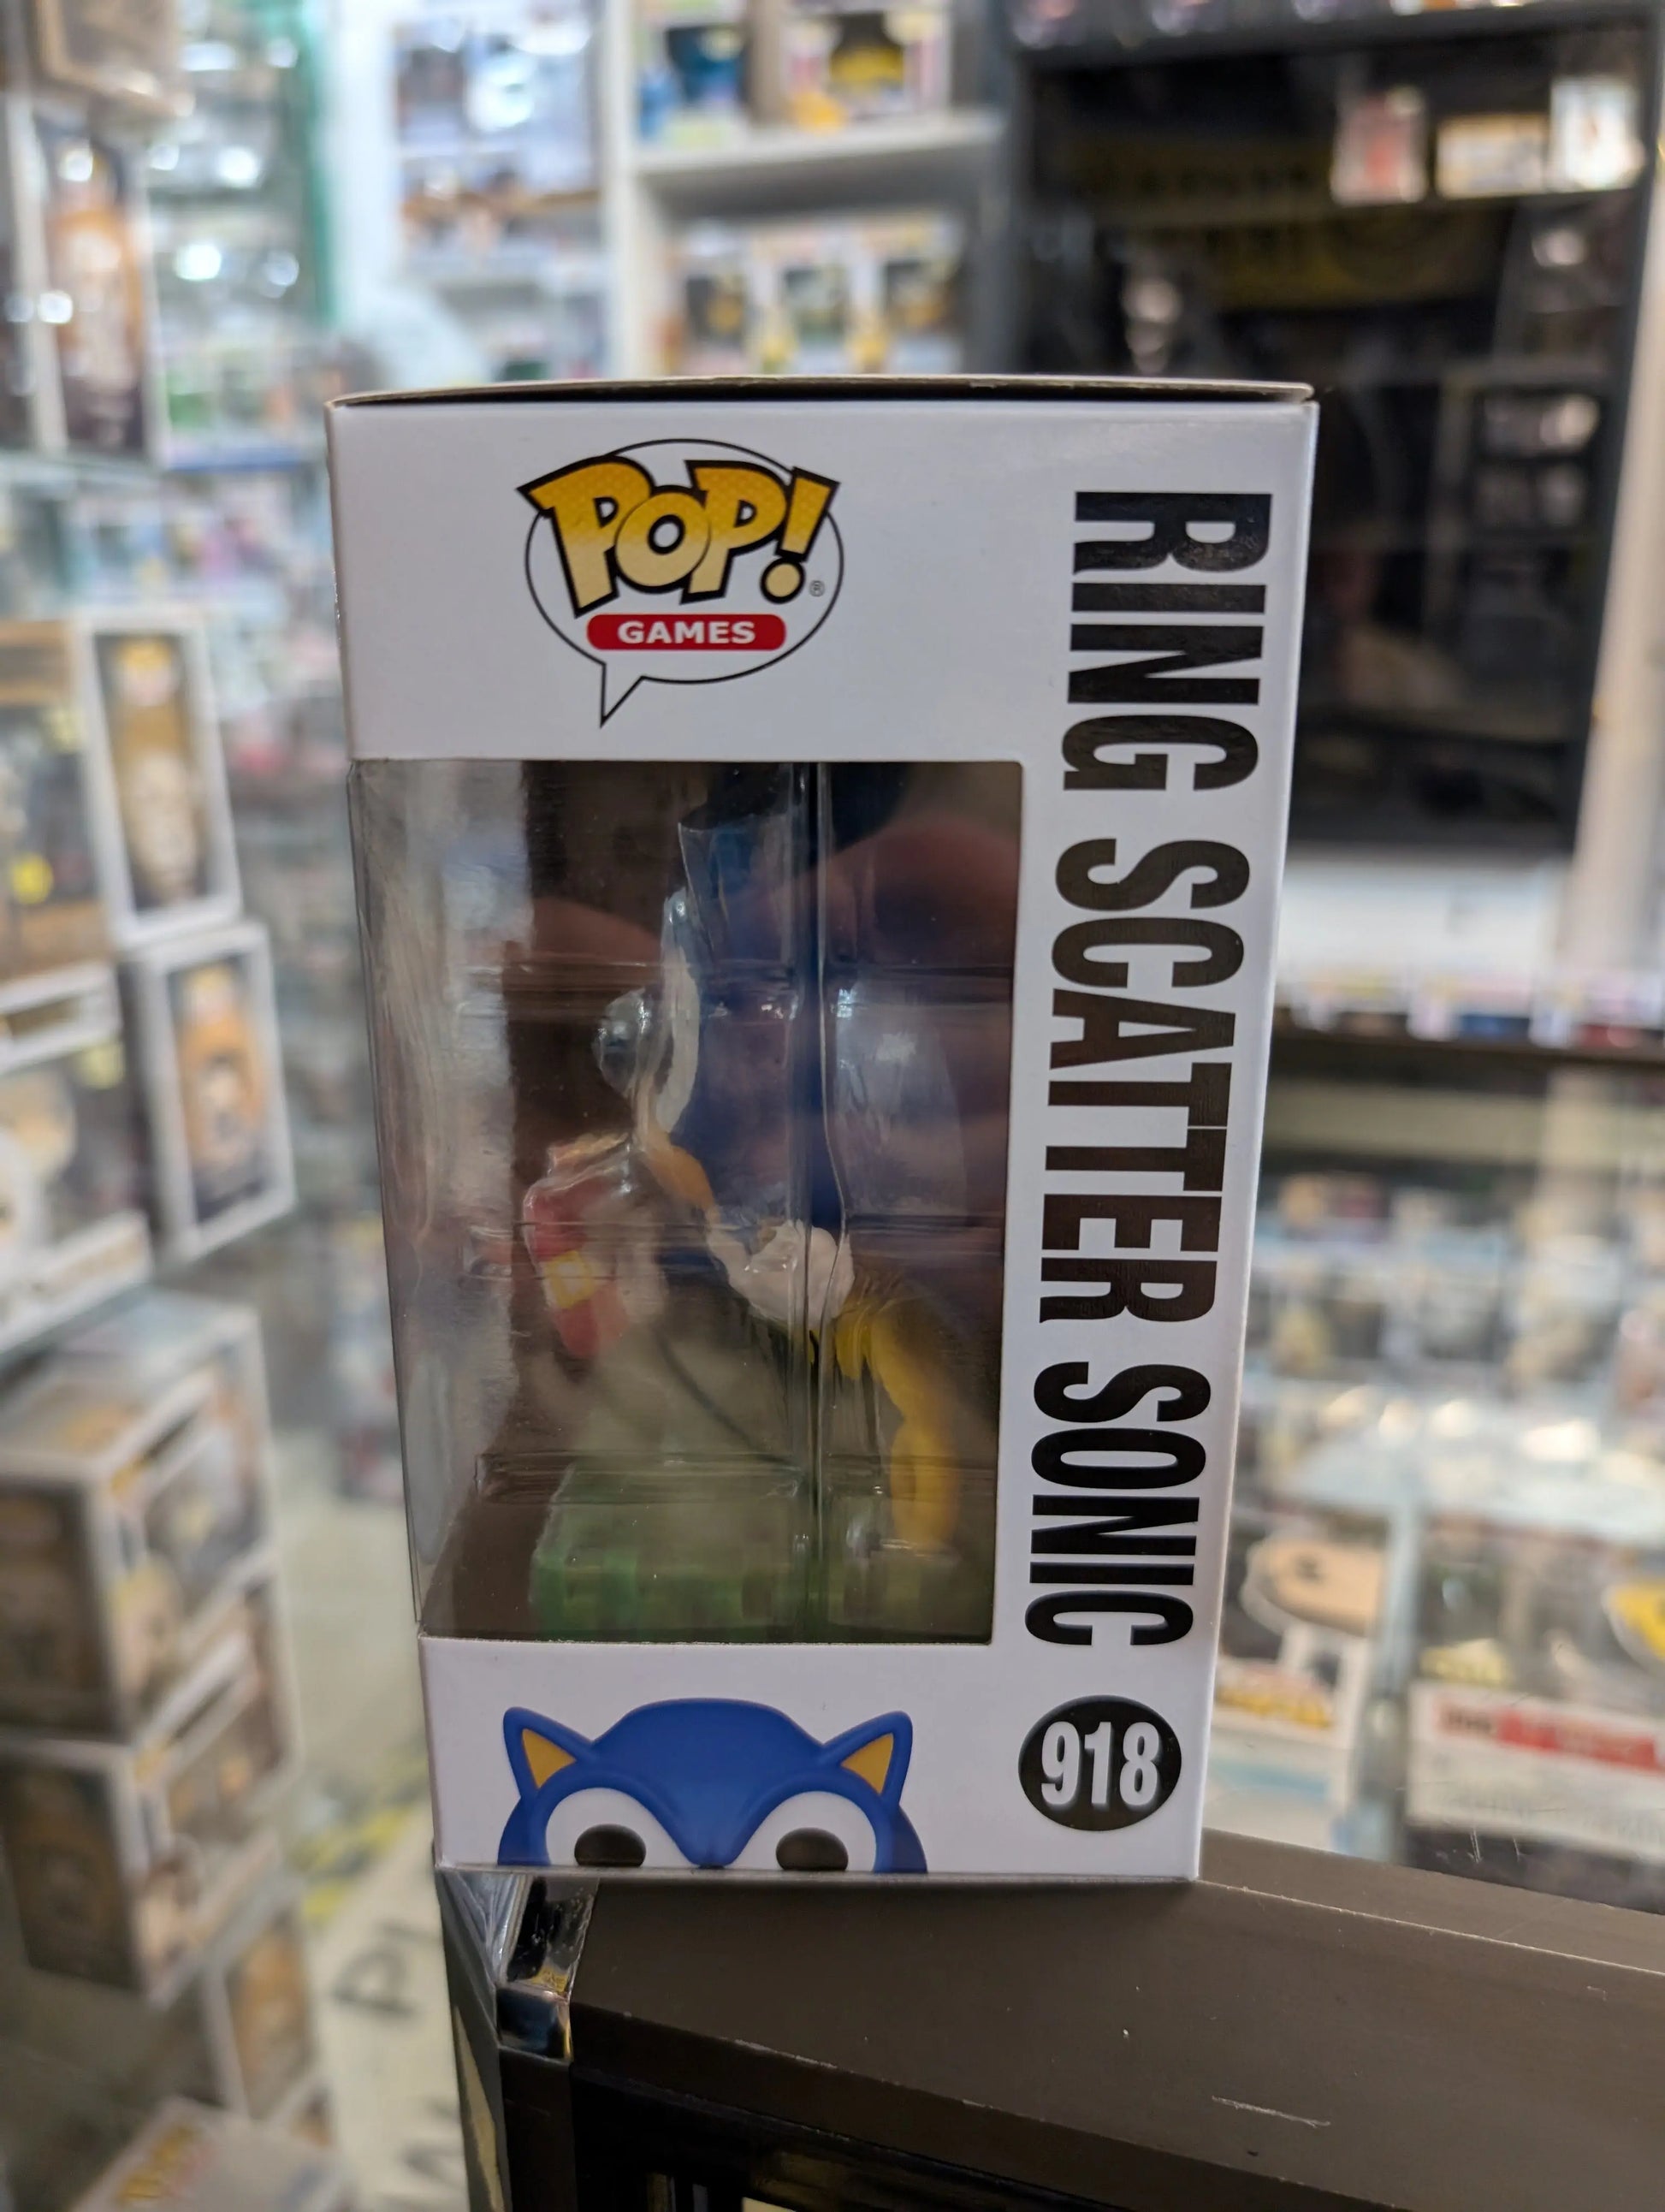 POP!
®
GAMES
RING SCATTER SONIC
918